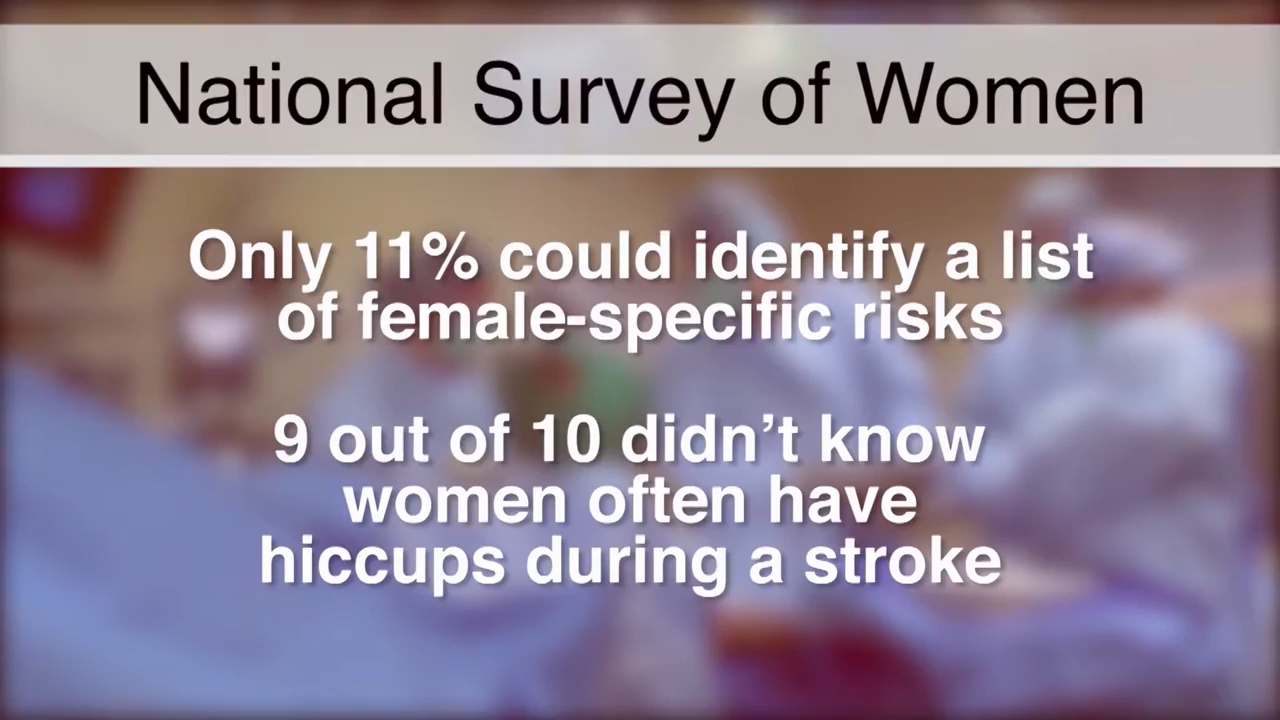 National Survey of Women
Only 11% could identify a list
of female-specific risks
9 out of 10 didn’t know
women often have
hiccups during a stroke